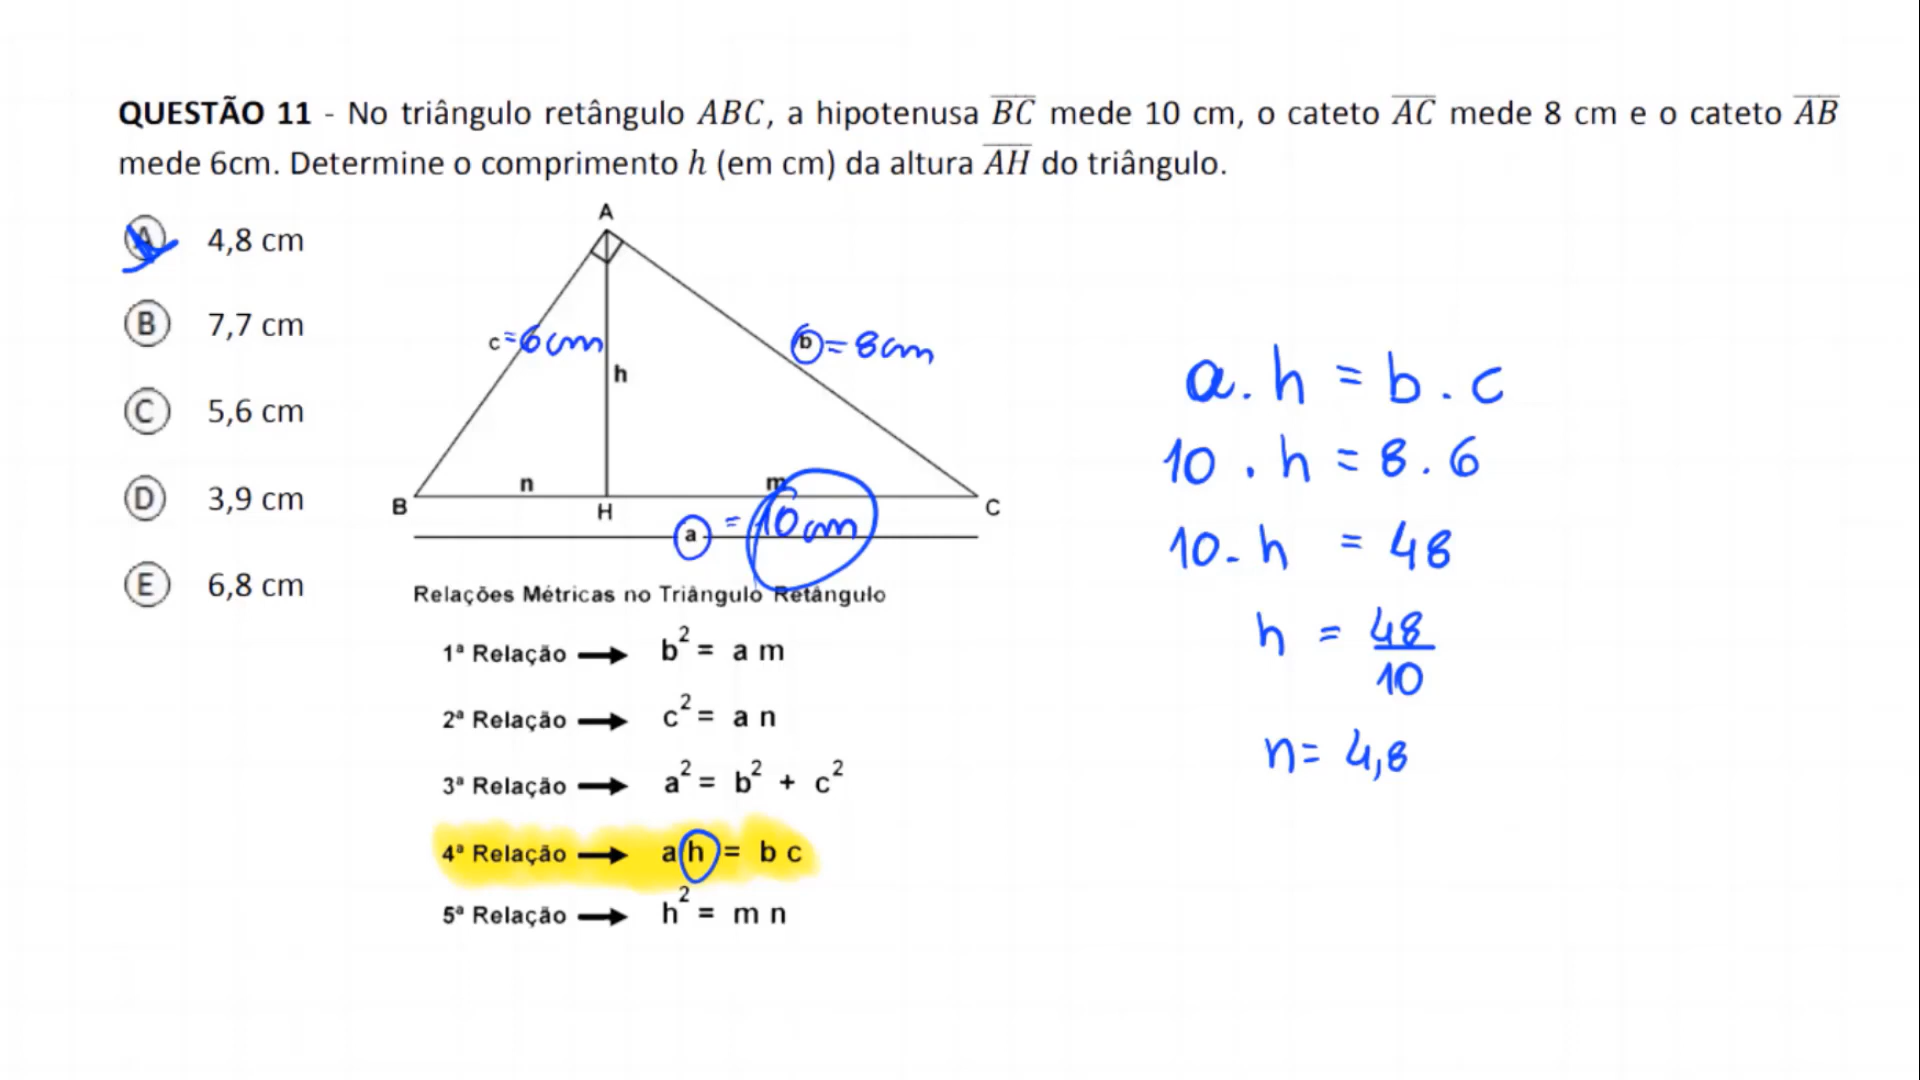 QUESTÃO 11 - No triângulo retângulo ABC, a hipotenusa BC mede 10 cm, o cateto AC mede 8 cm e o cateto AB
mede 6cm. Determine o comprimento h (em cm) da altura AH do triângulo.
A 4,8 cm
B 7,7 cm
C 5,6 cm
D 3,9 cm
E 6,8 cm
A
c = 6cm
b = 8cm
h
n
m
B
H
C
a = 10cm
Relações Métricas no Triângulo Retângulo
1ª Relação → b² = a m
2ª Relação → c² = a n
3ª Relação → a² = b² + c²
4ª Relação → a h = b c
5ª Relação → h² = m n
a . h = b . c
10 . h = 8 . 6
10 . h = 48
h = 48
10
n = 4,8